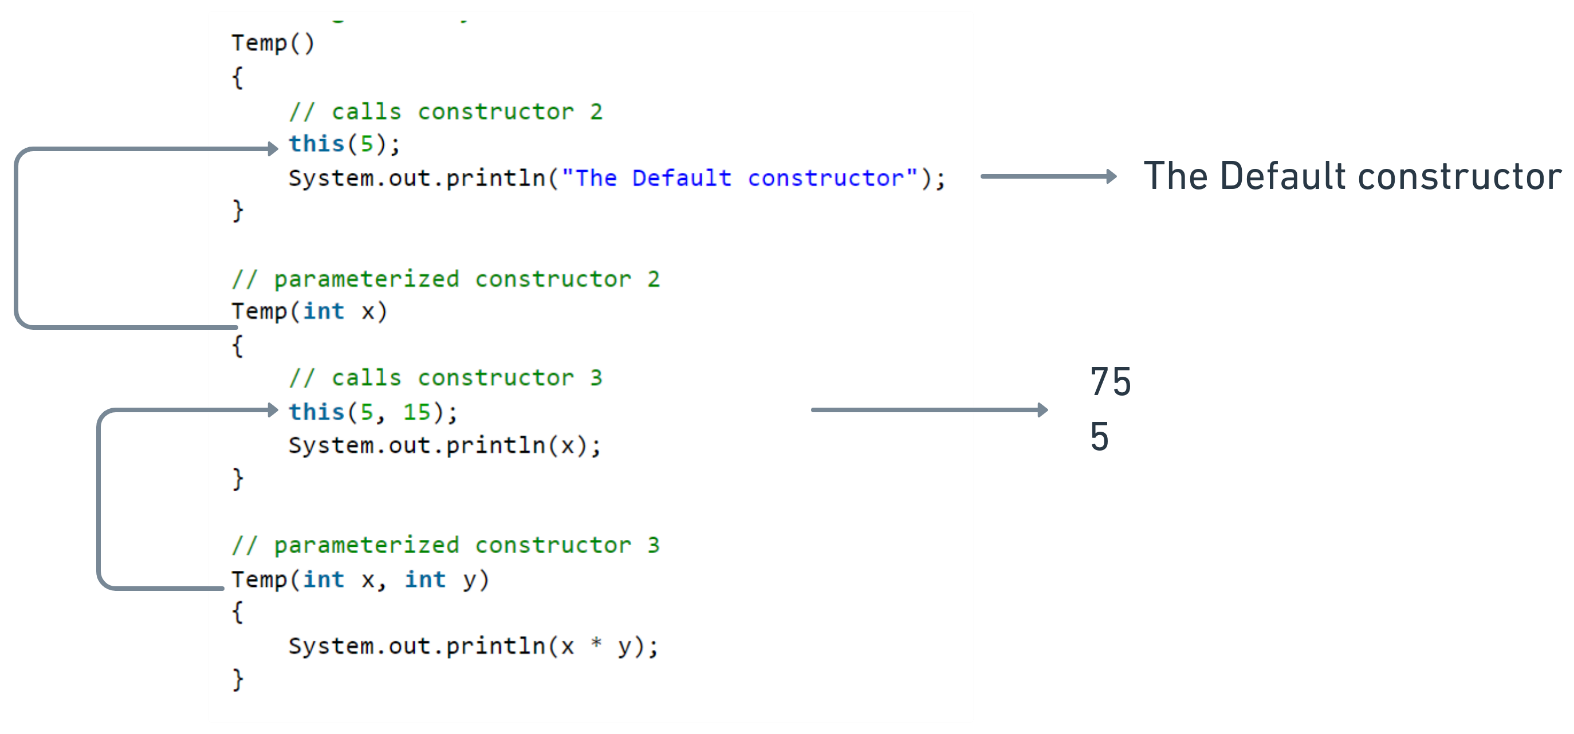 Temp()
{
// calls constructor 2
this(5);
System.out.println("The Default constructor");
The Default constructor
}
// parameterized constructor 2
Temp(int x)
{
// calls constructor 3
this(5, 15);
System.out.println(x);
75
5
}
// parameterized constructor 3
Temp(int x, int y)
{
System.out.println(x * y);
}